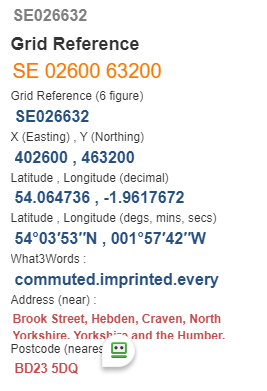 SE026632
Grid Reference
SE 02600 63200
Grid Reference (6 figure)
SE026632
X (Easting) , Y (Northing)
402600 , 463200
Latitude , Longitude (decimal)
54.064736 , -1.9617672
Latitude , Longitude (degs, mins, secs)
54°03′53″N , 001°57′42″W
What3Words :
commuted.imprinted.every
Address (near) :
Brook Street, Hebden, Craven, North
Yorkshire, Yorkshire and the Humber,
Postcode (neares
BD23 5DQ